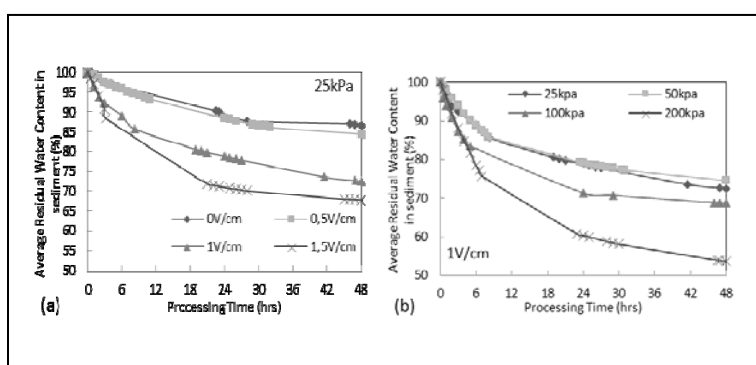 Average Residual Water Content in
sediment (%)
100
95
90
85
80
75
70
65
60
55
50
25kPa
0V/cm
0,5V/cm
1V/cm
1,5V/cm
0
6
12
18
24
30
36
42
48
(a)
Processing Time (hrs)
Average Residual Water Content
in sediment (%)
100
90
80
70
60
50
25kpa
50kpa
100kpa
200kpa
1V/cm
0
6
12
18
24
30
36
42
48
(b)
Processing Time (hrs)